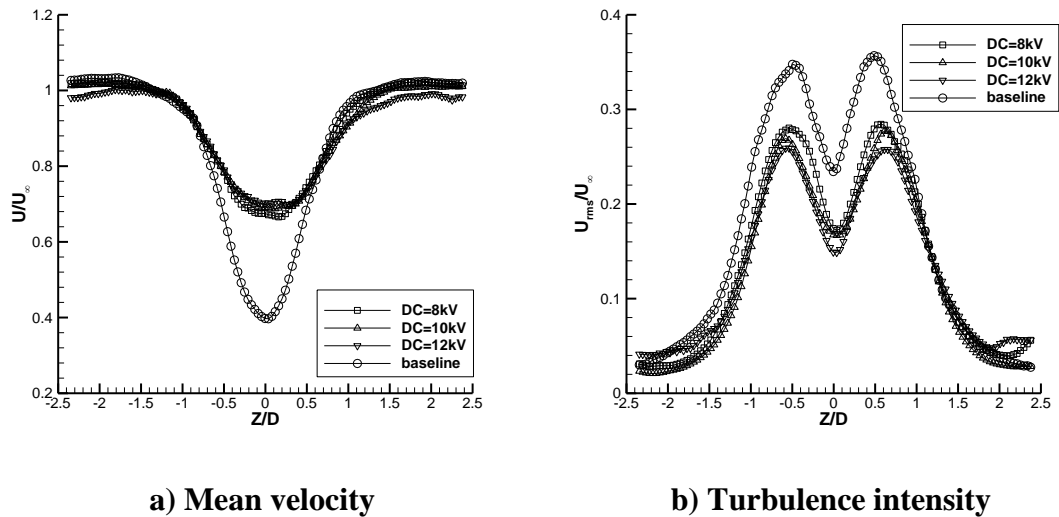 1.2
1
0.8
0.6
0.4
0.2
U/U∞
-2.5 -2 -1.5 -1 -0.5 0 0.5 1 1.5 2 2.5
Z/D
DC=8kV
DC=10kV
DC=12kV
baseline
a) Mean velocity
0.4
0.3
0.2
0.1
0
Urms/U∞
-2.5 -2 -1.5 -1 -0.5 0 0.5 1 1.5 2 2.5
Z/D
DC=8kV
DC=10kV
DC=12kV
baseline
b) Turbulence intensity